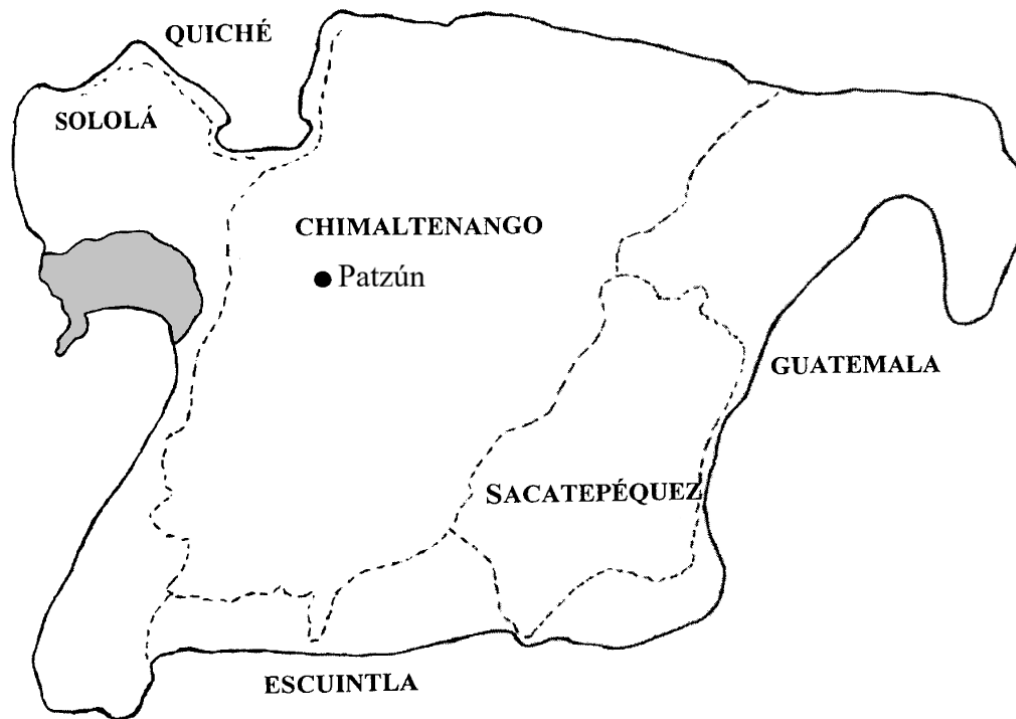 QUICHÉ
SOLOLÁ
CHIMALTENANGO
Patzún
GUATEMALA
SACATEPÉQUEZ
ESCUINTLA